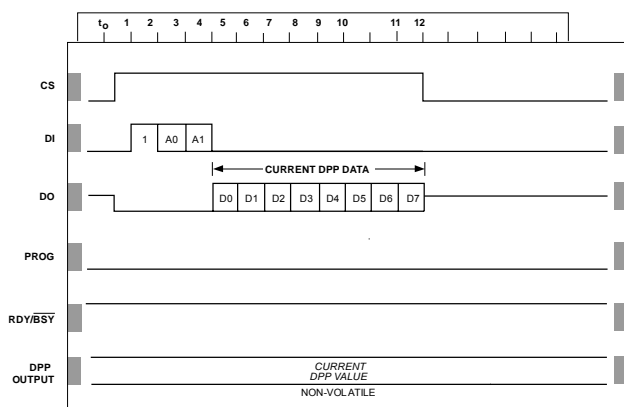 to 1 2 3 4 5 6 7 8 9 10 11 12
CS
DI 1 A0 A1
CURRENT DPP DATA
DO D0 D1 D2 D3 D4 D5 D6 D7
PROG
RDY/BSY
DPP
OUTPUT
CURRENT
DPP VALUE
NON-VOLATILE